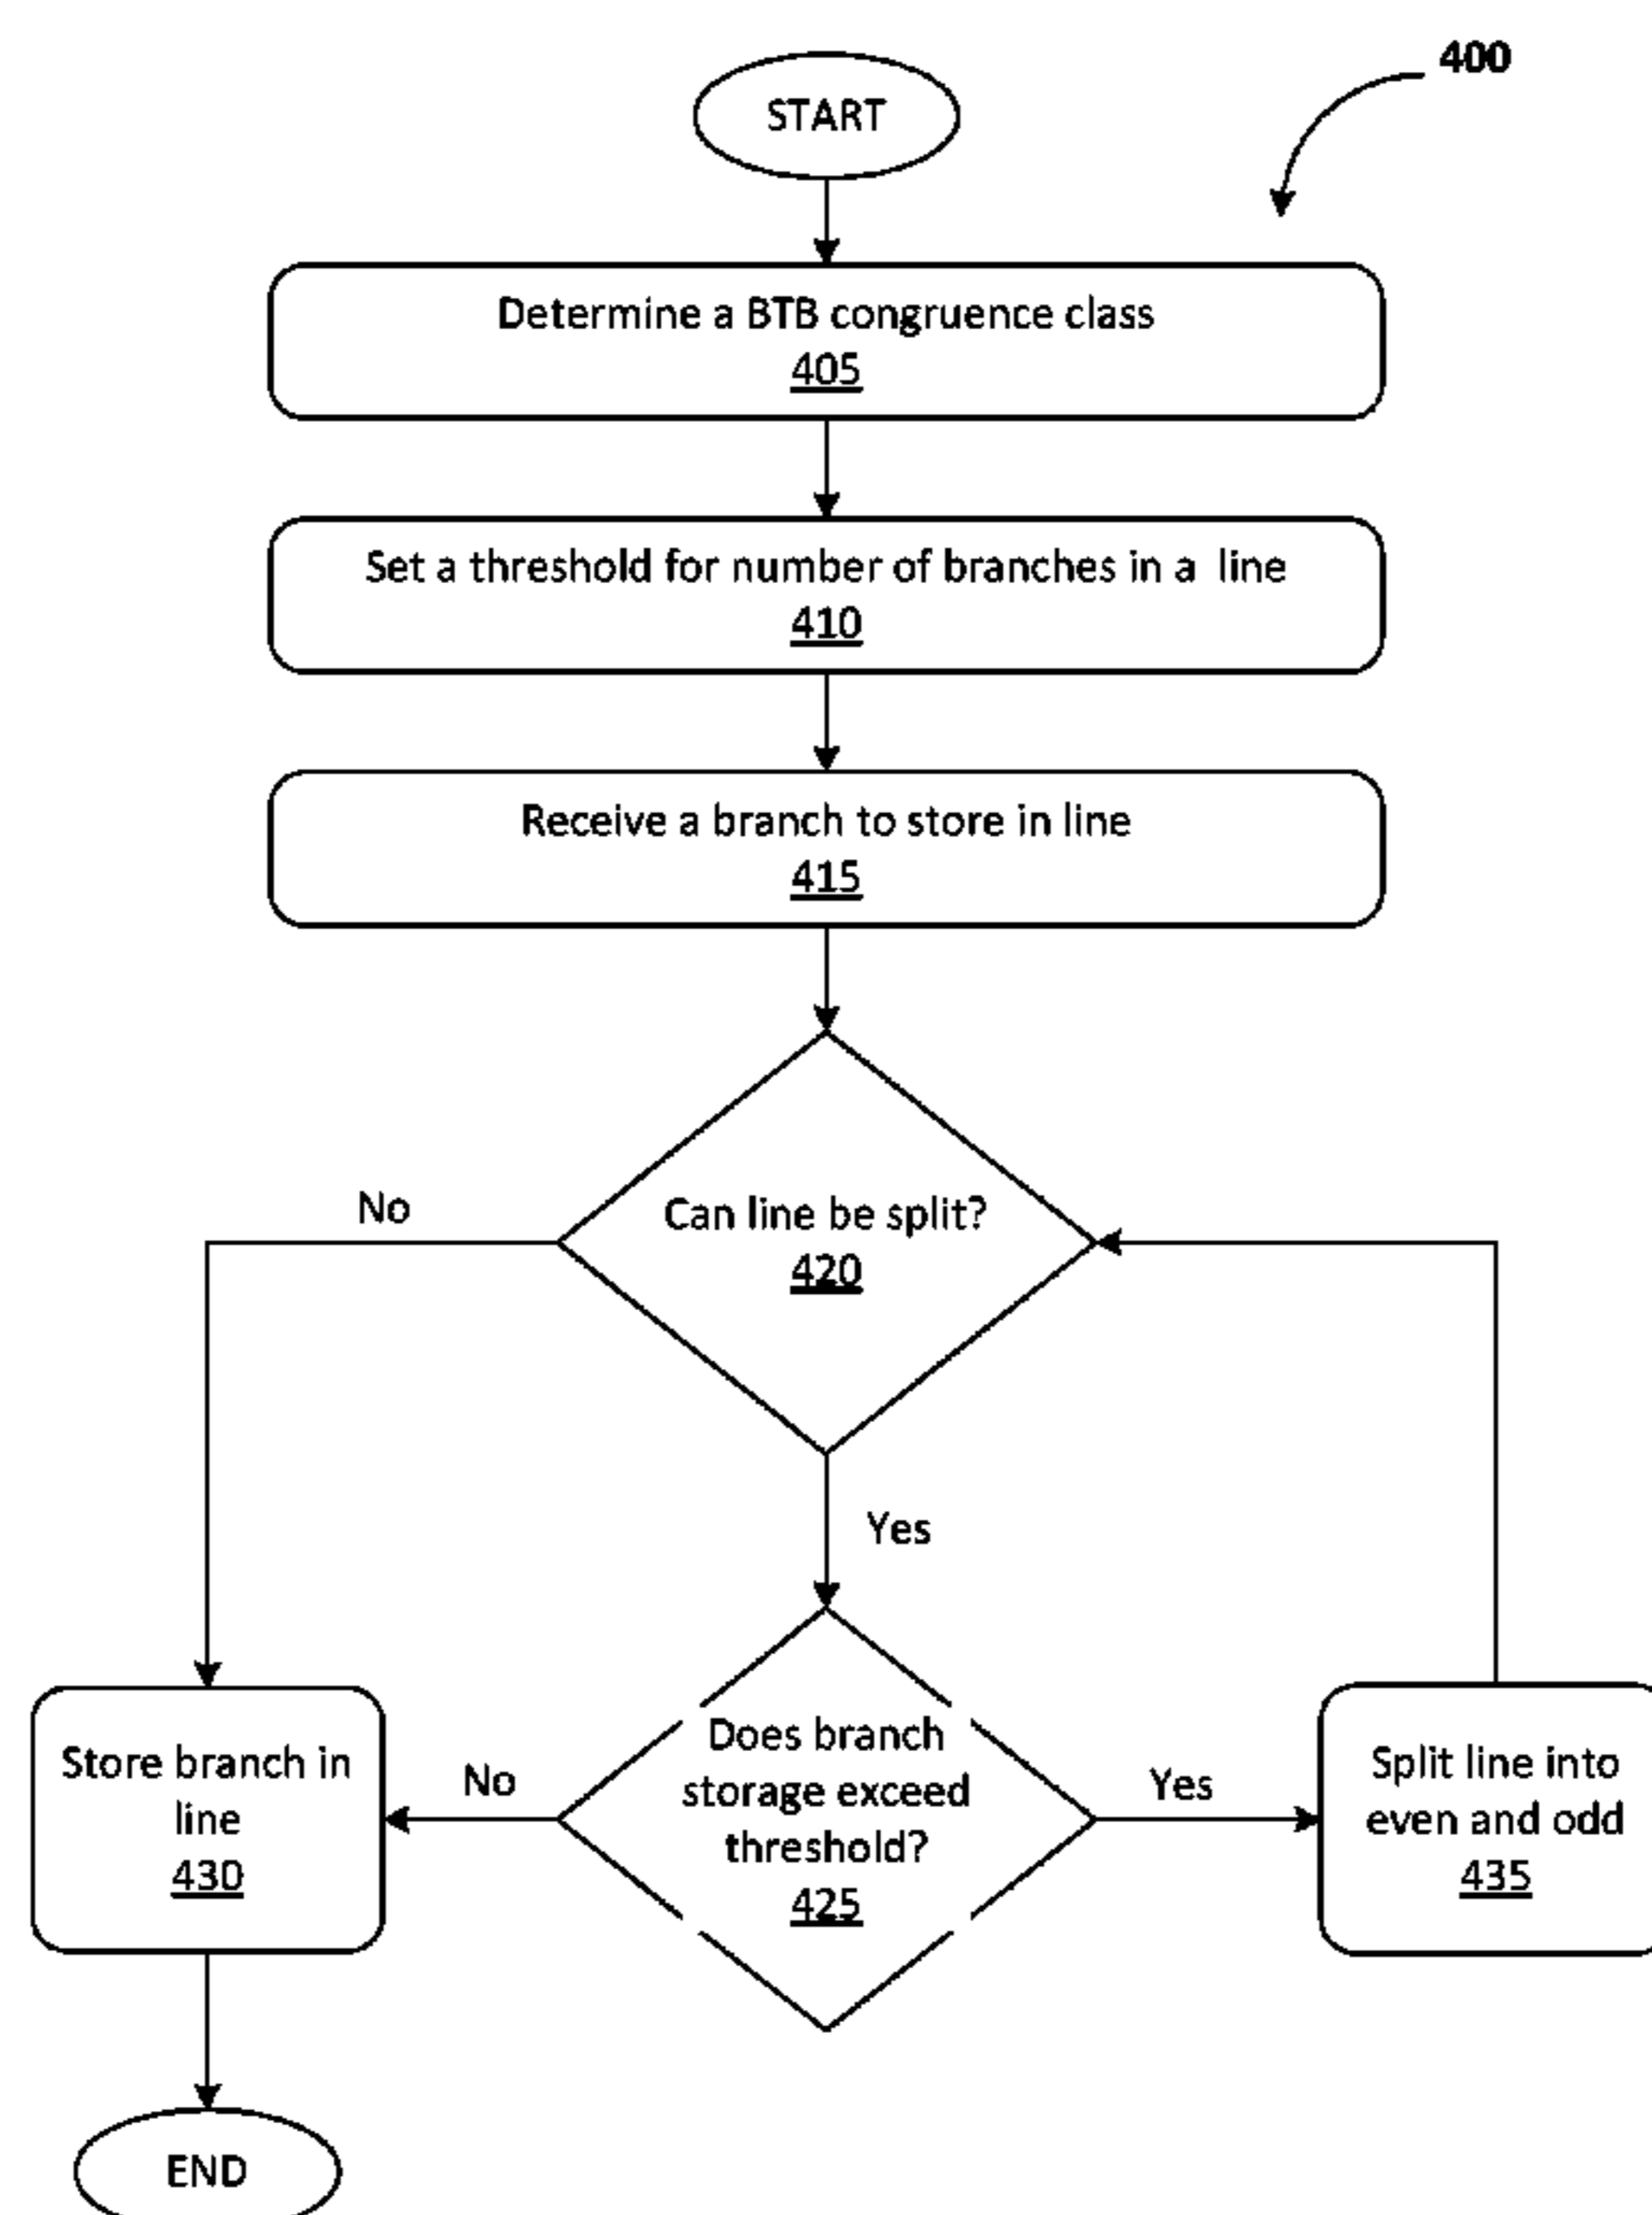 400
START
Determine a BTB congruence class
405
Set a threshold for number of branches in a line
410
Receive a branch to store in line
415
No
Can line be split?
420
Yes
Store branch in
line
430
No
Does branch
storage exceed
threshold?
425
Yes
Split line into
even and odd
435
END